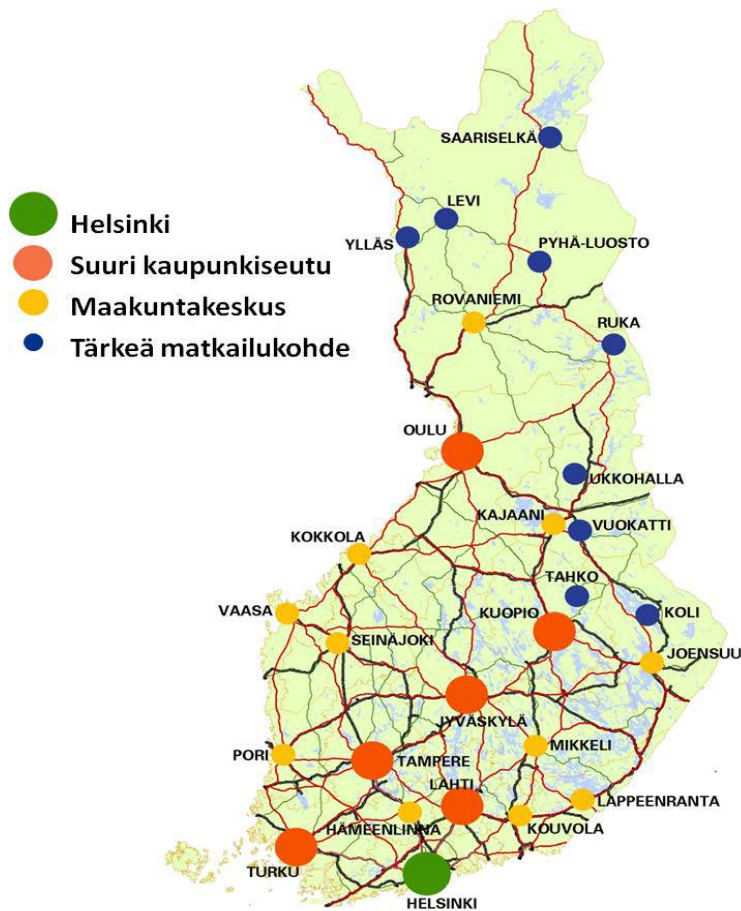 SAARISELKÄ
LEVI
YLLÄS
PYHÄ-LUOSTO
ROVANIEMI
RUKA
Helsinki
Suuri kaupunkiseutu
Maakuntakeskus
Tärkeä matkailukohde
OULU
UKKOHALLA
KAJAANI
VUOKATTI
KOKKOLA
TAHKO
VAASA
KUOPIO
KOLI
SEINÄJOKI
JOENSUU
JYVÄSKYLÄ
MIKKELI
PORI
TAMPERE
LAHTI
LAPPEENRANTA
HÄMEENLINNA
KOUVOLA
TURKU
HELSINKI